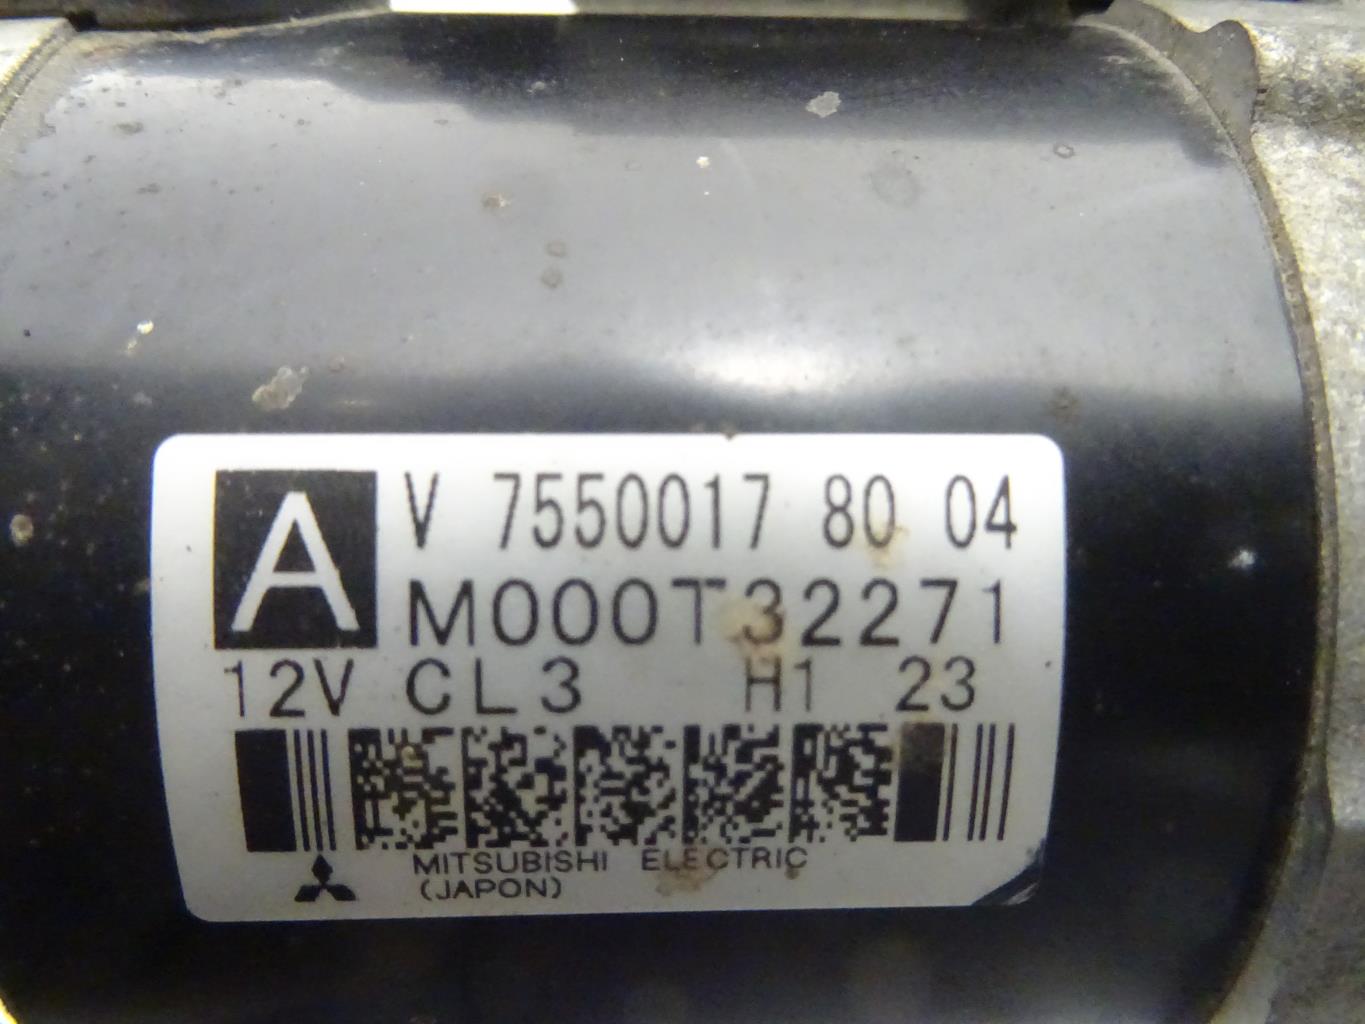 A
V 7550017 80 04
M000T32271
12V CL3 H1 23
MITSUBISHI ELECTRIC
(JAPON)